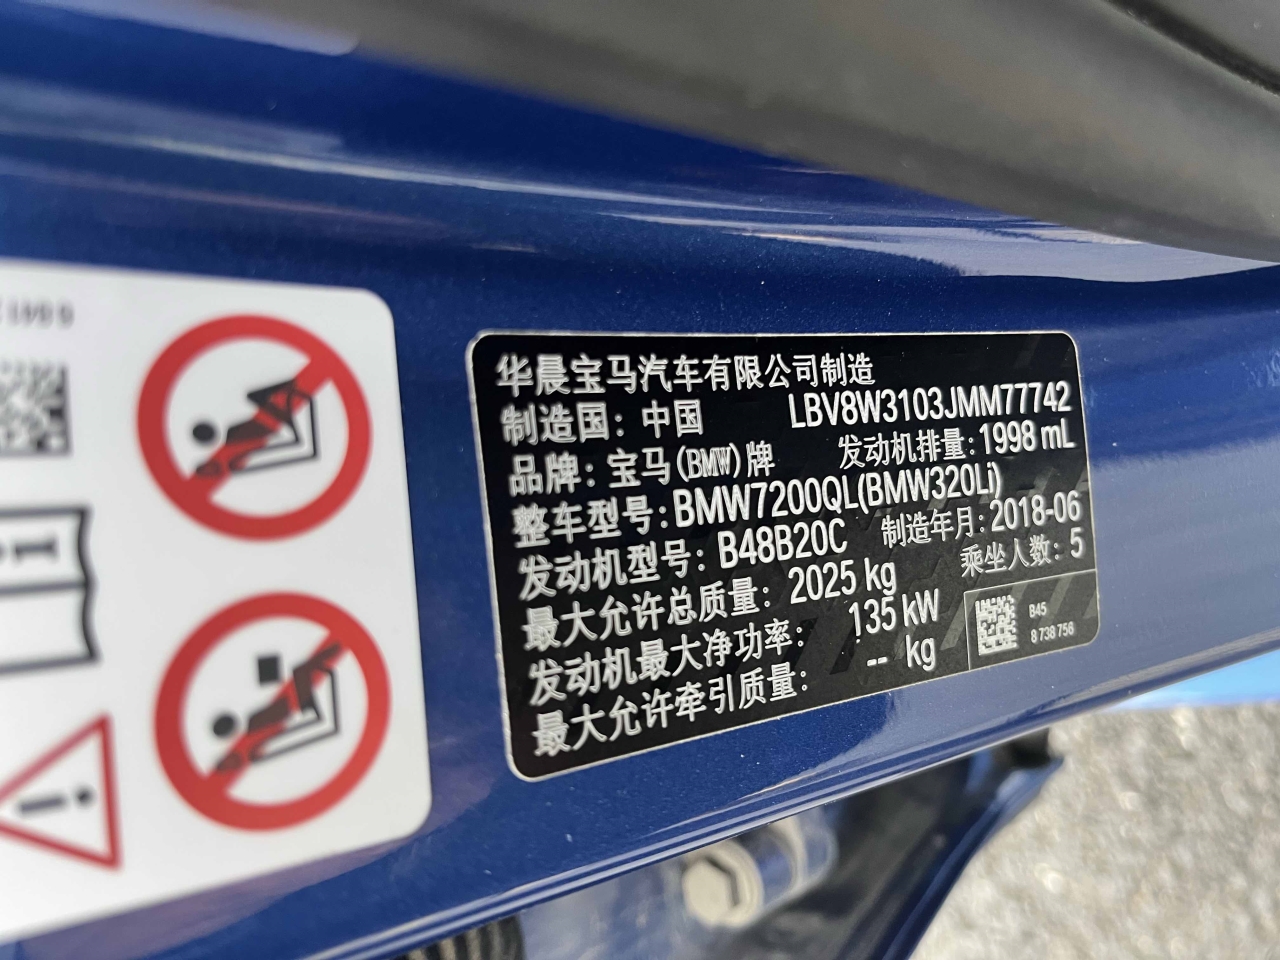 华晨宝马汽车有限公司制造
制造国：中国 LBV8W3103JMM77742
品牌：宝马(BMW)牌 发动机排量:1998 mL
整车型号:BMW7200QL(BMW320Li)
发动机型号: B48B20C 制造年月:2018-06
最大允许总质量: 2025 kg 乘坐人数: 5
发动机最大净功率: 135 kW
最大允许牵引质量: -- kg
B45
8 738 756